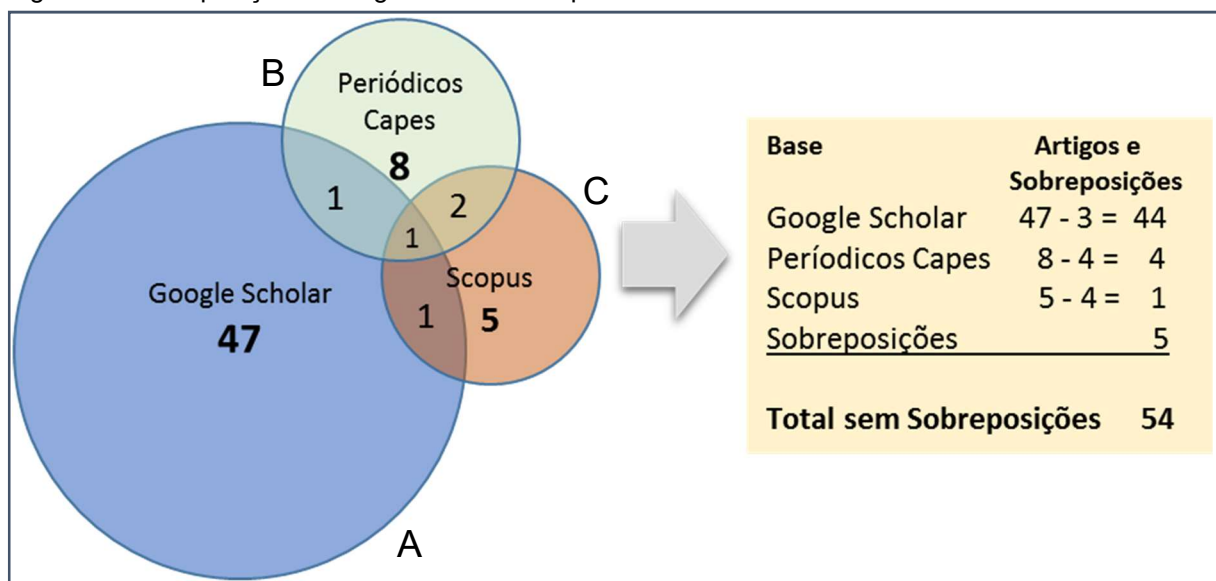 B
Periódicos
Capes
8
1
2
C
1
Scopus
5
1
Google Scholar
47
A
Base Artigos e
Sobreposições
Google Scholar 47 - 3 = 44
Períodicos Capes 8 - 4 = 4
Scopus 5 - 4 = 1
Sobreposições 5
Total sem Sobreposições 54